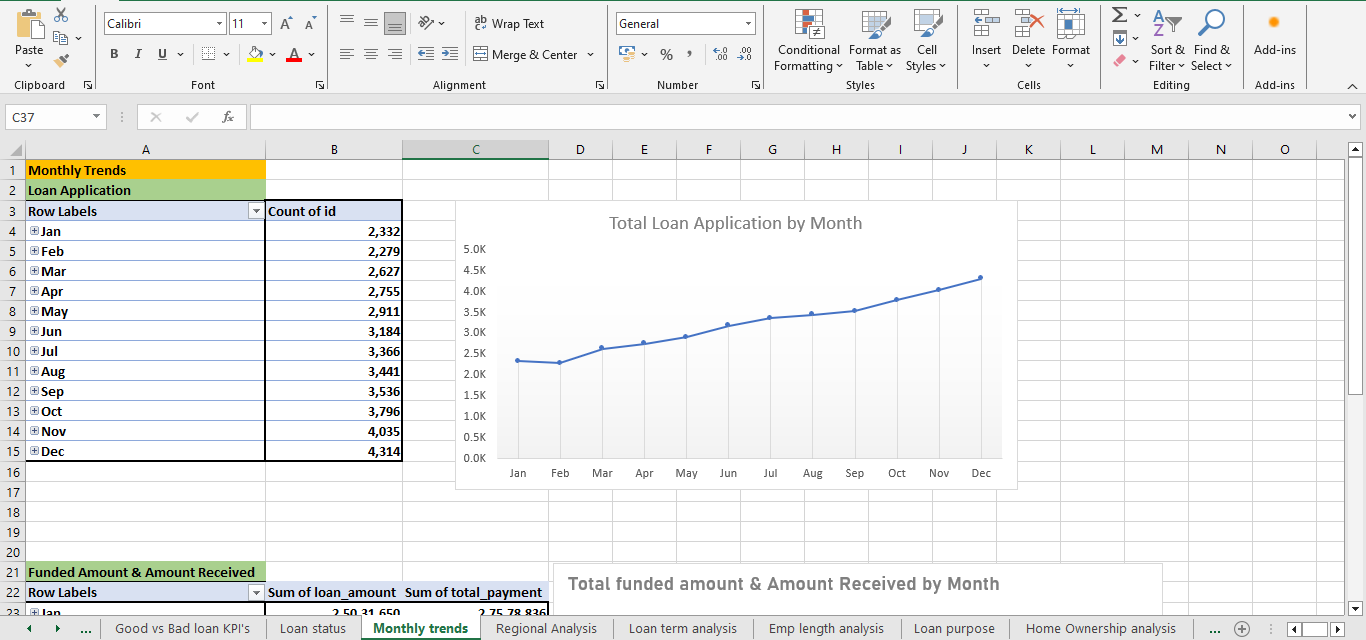 Calibri 11 A A ab Wrap Text General
Paste B I U A Merge & Center % , .00 .00 Conditional Formatting Format as Table Cell Styles Insert Delete Format Sort & Filter Find & Select Add-ins
Clipboard Font Alignment Number Styles Cells Editing Add-ins
C37 fx
A B C D E F G H I J K L M N O
1 Monthly Trends
2 Loan Application
3 Row Labels Count of id
4 Jan 2,332
5 Feb 2,279
6 Mar 2,627
7 Apr 2,755
8 May 2,911
9 Jun 3,184
10 Jul 3,366
11 Aug 3,441
12 Sep 3,536
13 Oct 3,796
14 Nov 4,035
15 Dec 4,314
16
17
18
19
20
Total Loan Application by Month
5.0K
4.5K
4.0K
3.5K
3.0K
2.5K
2.0K
1.5K
1.0K
0.5K
0.0K
Jan Feb Mar Apr May Jun Jul Aug Sep Oct Nov Dec
21 Funded Amount & Amount Received
22 Row Labels Sum of loan_amount Sum of total_payment
23 Jan 2,50,31,650 2,75,78,836
Total funded amount & Amount Received by Month
... Good vs Bad loan KPI's Loan status Monthly trends Regional Analysis Loan term analysis Emp length analysis Loan purpose Home Ownership analysis ...